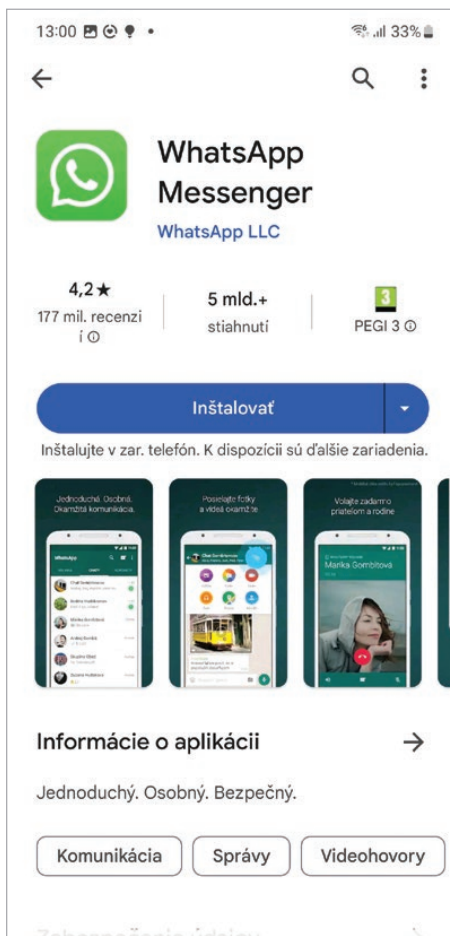 13:00
33%
WhatsApp
Messenger
WhatsApp LLC
4,2★
177 mil. recenzi
í
5 mld.+
stiahnutí
3
PEGI 3
Inštalovať
Inštalujte v zar. telefón. K dispozícii sú ďalšie zariadenia.
Jednoduchá. Osobná.
Okamžitá komunikácia.
Posielajte fotky
a videá okamžite
Volajte zadarmo
priateľom a rodine
WhatsApp
Marika Gombitová
Informácie o aplikácii
Jednoduchý. Osobný. Bezpečný.
Komunikácia
Správy
Videohovory